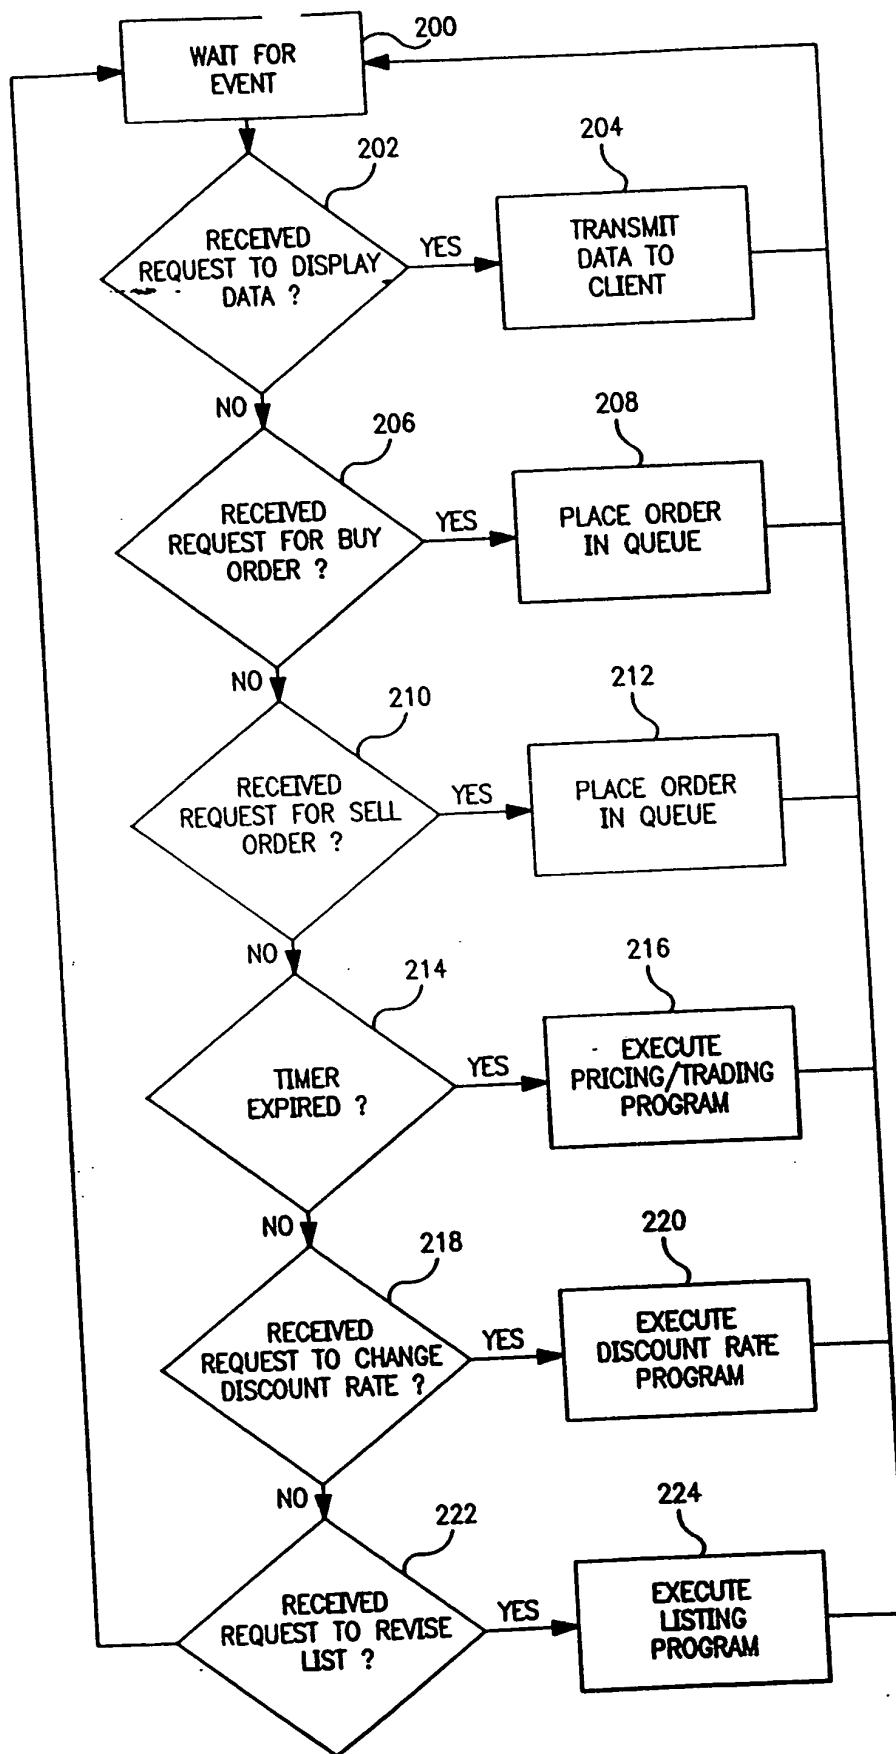 200
WAIT FOR
EVENT
202
204
RECEIVED
REQUEST TO DISPLAY
DATA ?
YES
TRANSMIT
DATA TO
CLIENT
NO
206
208
RECEIVED
REQUEST FOR BUY
ORDER ?
YES
PLACE ORDER
IN QUEUE
NO
210
212
RECEIVED
REQUEST FOR SELL
ORDER ?
YES
PLACE ORDER
IN QUEUE
NO
214
216
TIMER
EXPIRED ?
YES
EXECUTE
PRICING/TRADING
PROGRAM
NO
218
220
RECEIVED
REQUEST TO CHANGE
DISCOUNT RATE ?
YES
EXECUTE
DISCOUNT RATE
PROGRAM
NO
222
224
RECEIVED
REQUEST TO REVISE
LIST ?
YES
EXECUTE
LISTING
PROGRAM